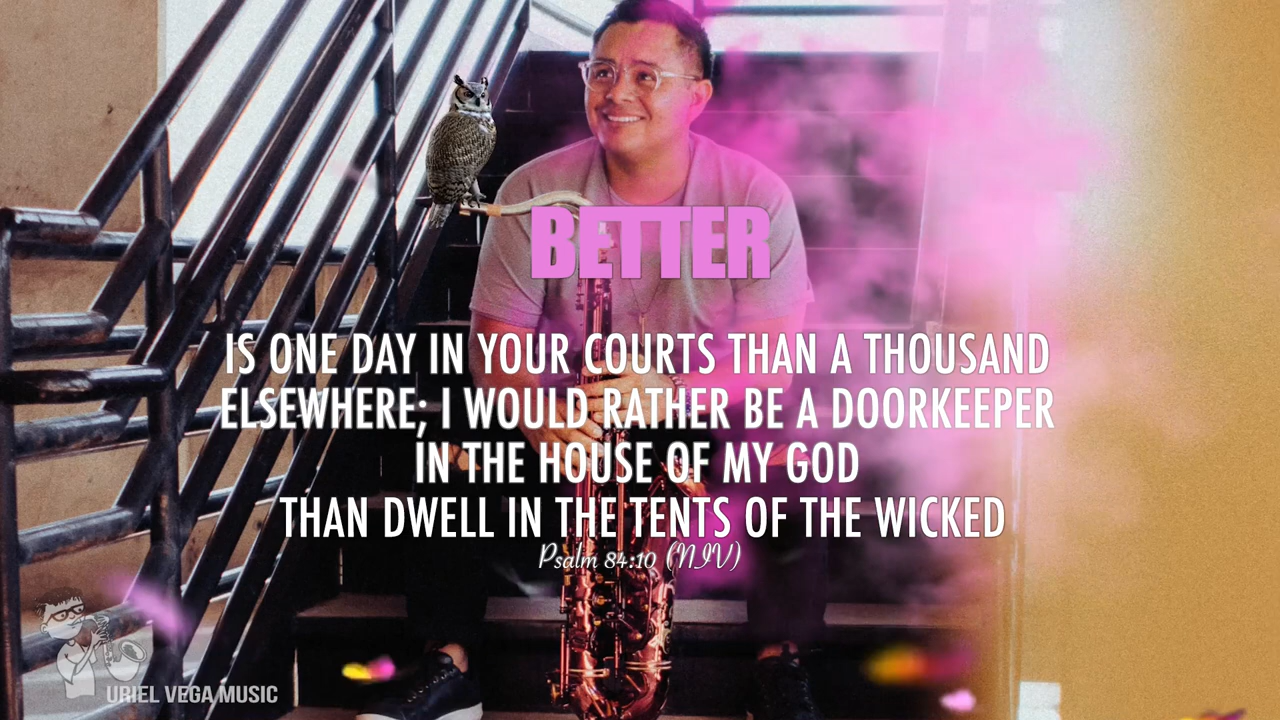 BETTER
IS ONE DAY IN YOUR COURTS THAN A THOUSAND
ELSEWHERE; I WOULD RATHER BE A DOORKEEPER
IN THE HOUSE OF MY GOD
THAN DWELL IN THE TENTS OF THE WICKED
Psalm 84:10 (NIV)
URIEL VEGA MUSIC